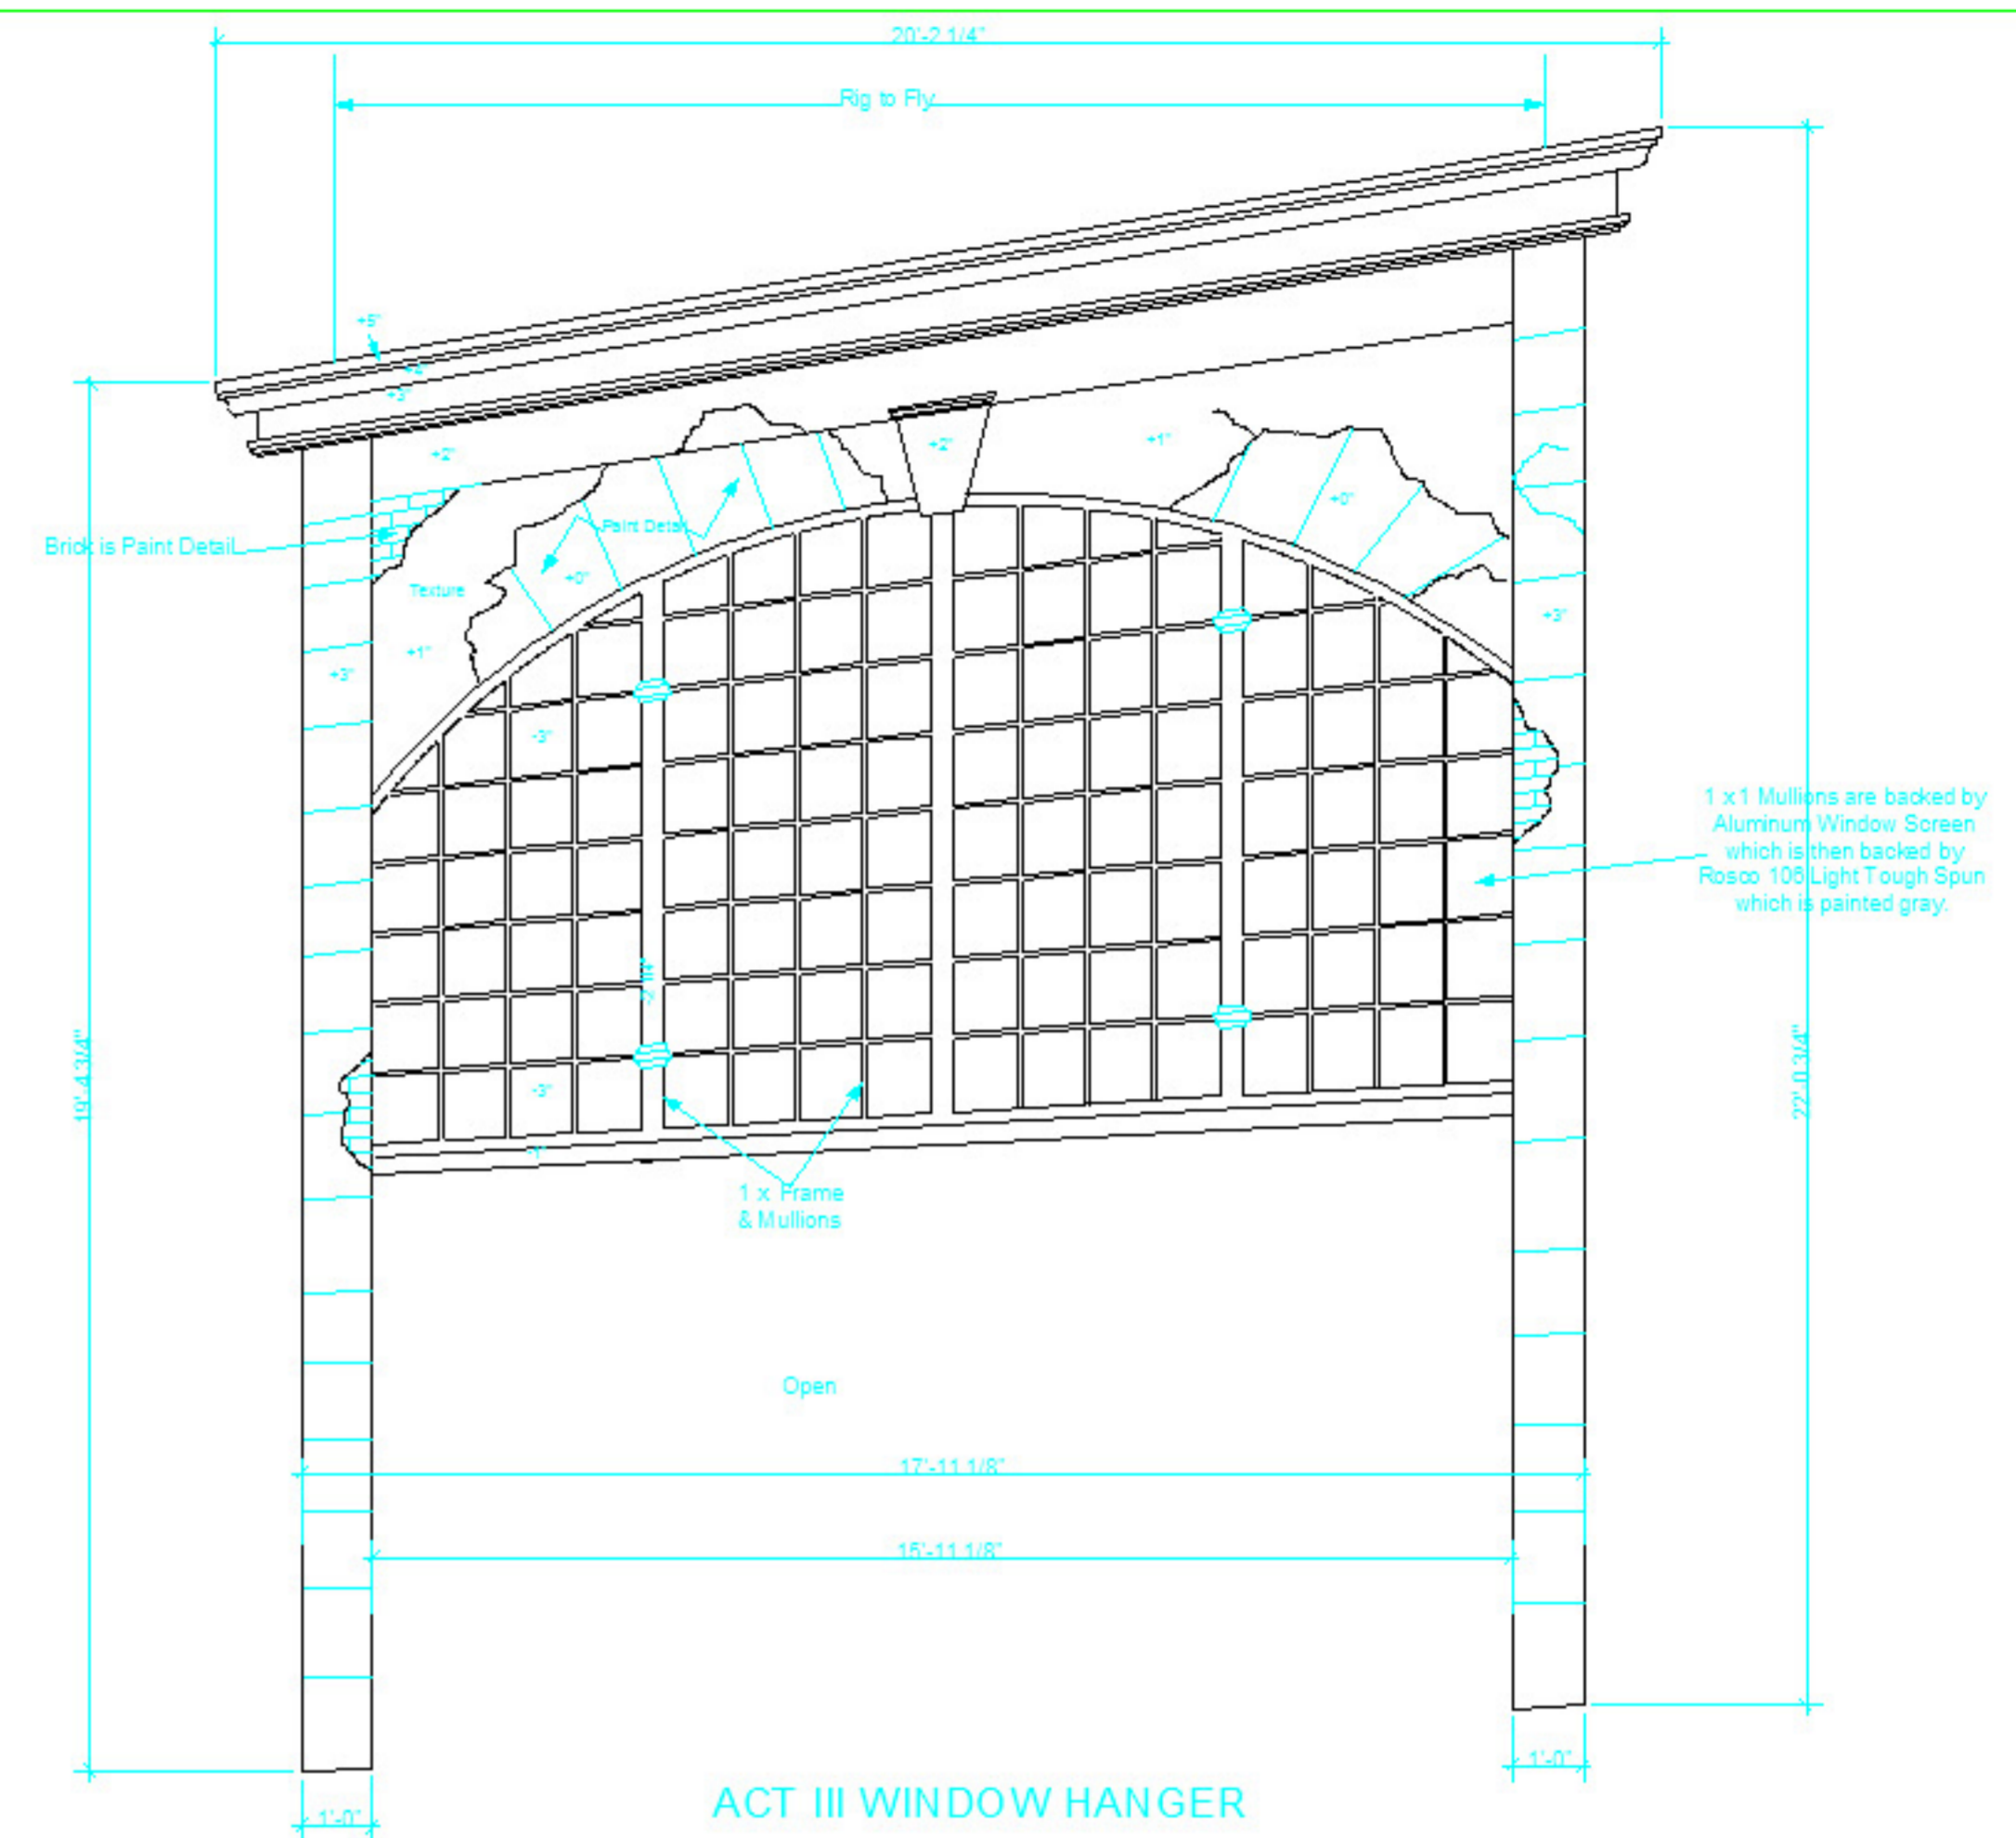 20'-2 1/4"
Rig to Fly
+5"
+4"
+3"
+2"
+2"
+1"
+0"
Paint Detail
Brick is Paint Detail
+0"
Texture
+3"
+1"
+3"
-3"
1 x 1 Mullions are backed by
Aluminum Window Screen
which is then backed by
Rosco 106 Light Tough Spun
which is painted gray.
19'-4 3/4"
22'-0 3/4"
-3"
-1"
1 x Frame
& Mullions
Open
17'-11 1/8"
15'-11 1/8"
1'-0"
1'-0"
ACT III WINDOW HANGER